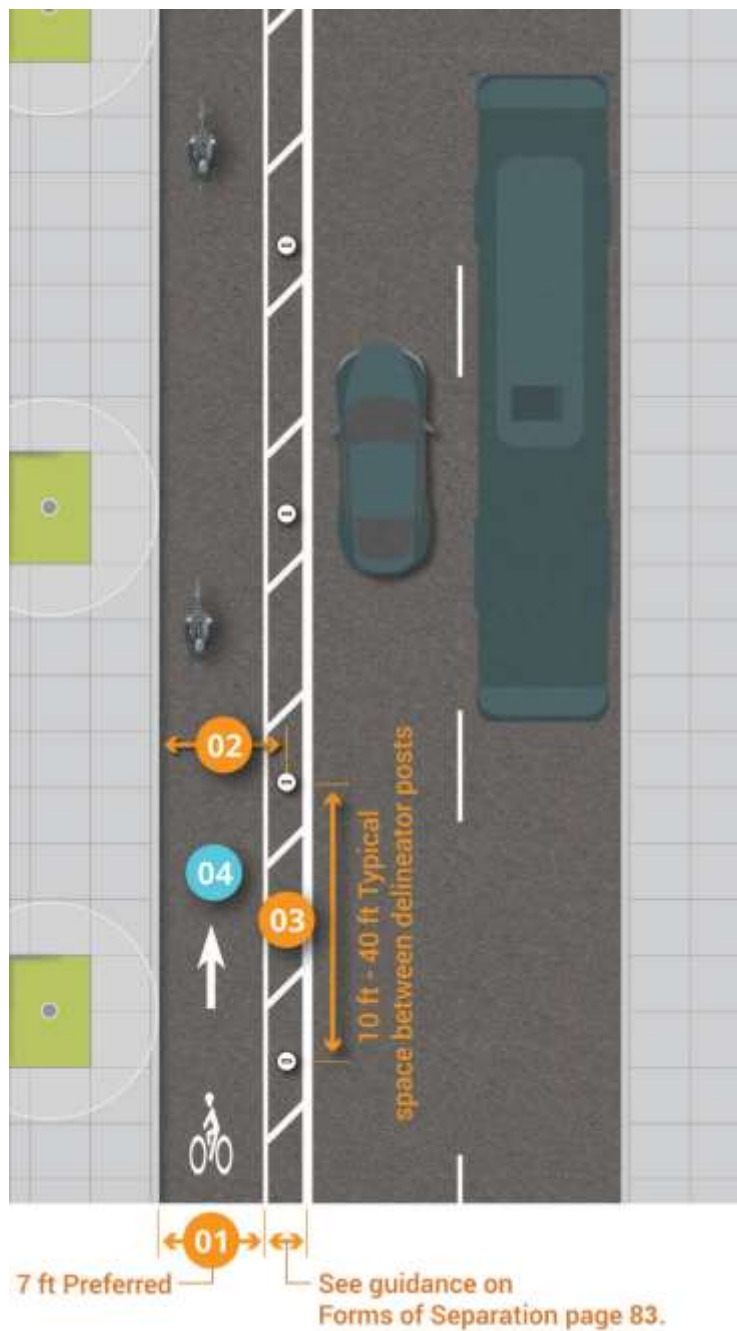 02
04
03
10 ft - 40 ft Typical
space between delineator posts
01
7 ft Preferred
See guidance on
Forms of Separation page 83.